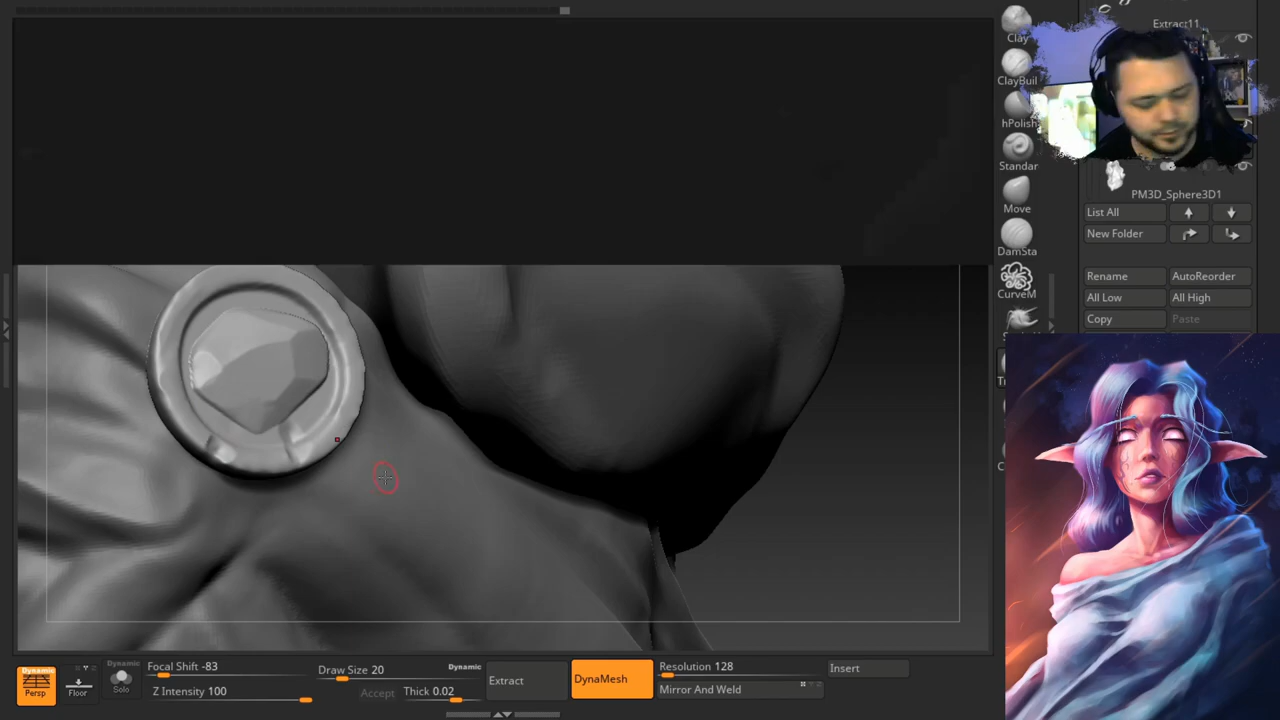 Extract11
Clay
ClayBuil
hPolish
Standar
PM3D_Sphere3D1
Move
List All
New Folder
DamSta
CurveM
Rename
AutoReorder
All Low
All High
Copy
Paste
Dynamic
Persp
Floor
Dynamic
Solo
Focal Shift -83
Z Intensity 100
Draw Size 20
Dynamic
Accept
Thick 0.02
Extract
DynaMesh
Resolution 128
Mirror And Weld
Insert